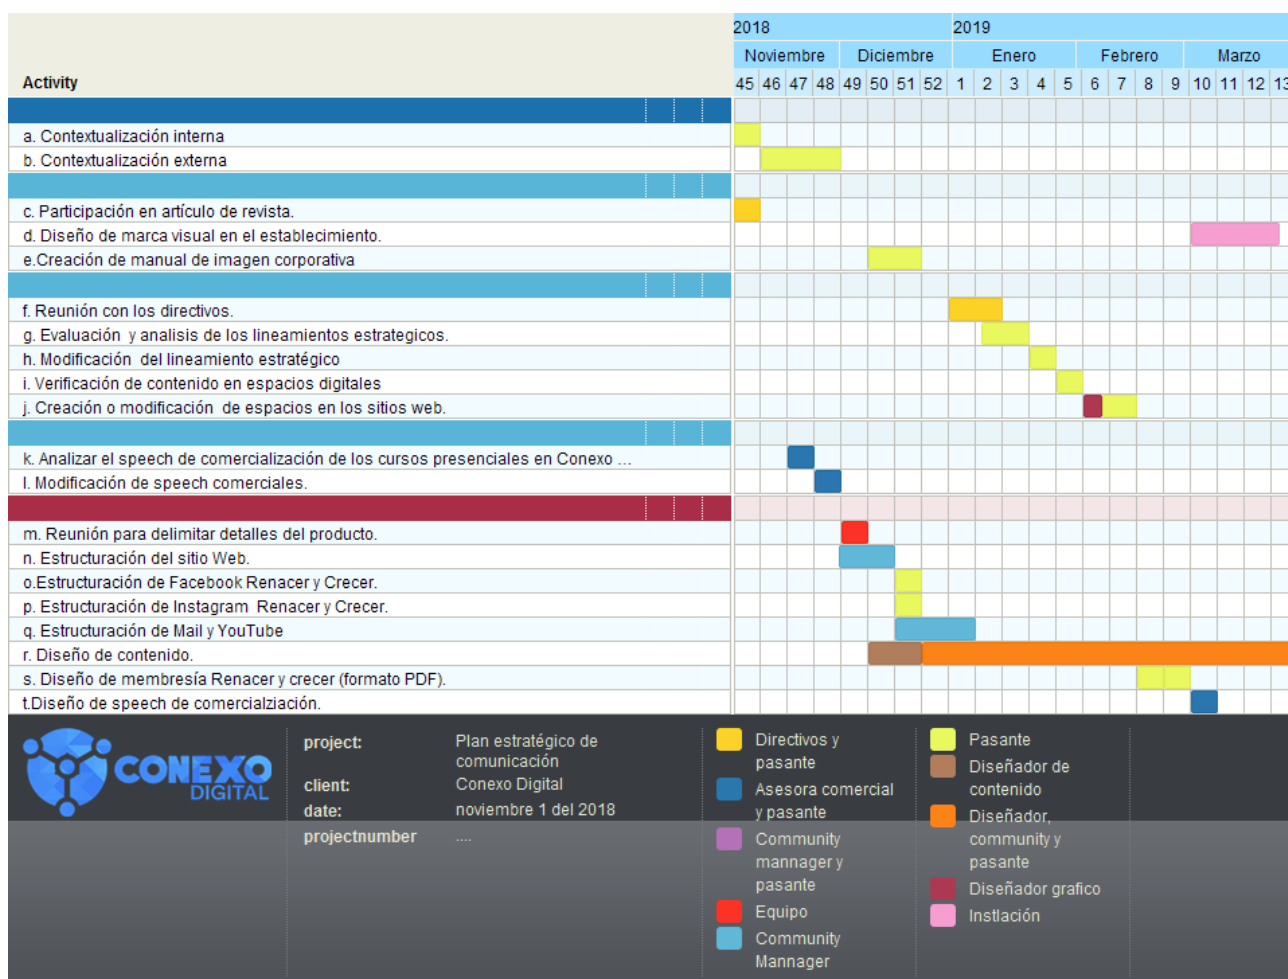 2018 2019
Noviembre Diciembre Enero Febrero Marzo
Activity 45 46 47 48 49 50 51 52 1 2 3 4 5 6 7 8 9 10 11 12 13
a. Contextualización interna
b. Contextualización externa
c. Participación en artículo de revista.
d. Diseño de marca visual en el establecimiento.
e.Creación de manual de imagen corporativa
f. Reunión con los directivos.
g. Evaluación y analisis de los lineamientos estrategicos.
h. Modificación del lineamiento estratégico
i. Verificación de contenido en espacios digitales
j. Creación o modificación de espacios en los sitios web.
k. Analizar el speech de comercialización de los cursos presenciales en Conexo ...
l. Modificación de speech comerciales.
m. Reunión para delimitar detalles del producto.
n. Estructuración del sitio Web.
o.Estructuración de Facebook Renacer y Crecer.
p. Estructuración de Instagram Renacer y Crecer.
q. Estructuración de Mail y YouTube
r. Diseño de contenido.
s. Diseño de membresía Renacer y crecer (formato PDF).
t.Diseño de speech de comercialziación.
CONEXO
DIGITAL
project: Plan estratégico de
comunicación
client: Conexo Digital
date: noviembre 1 del 2018
projectnumber ....
Directivos y
pasante
Asesora comercial
y pasante
Community
mannager y
pasante
Equipo
Community
Mannager
Pasante
Diseñador de
contenido
Diseñador,
community y
pasante
Diseñador grafico
Instlación